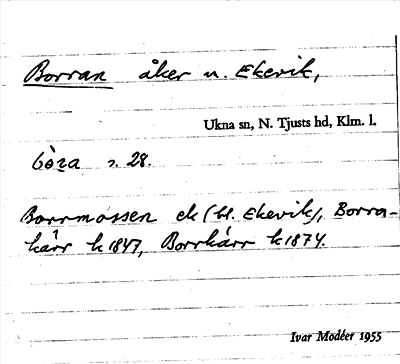 Borran åker u. Ekevik,
Ukna sn, N. Tjusts hd, Klm. l.
bòra s. 28.
Borrmossen ek (bl. Ekevik), Borra-
kärr k 1847, Borrkärr k 1874.
Ivar Modéer 1955